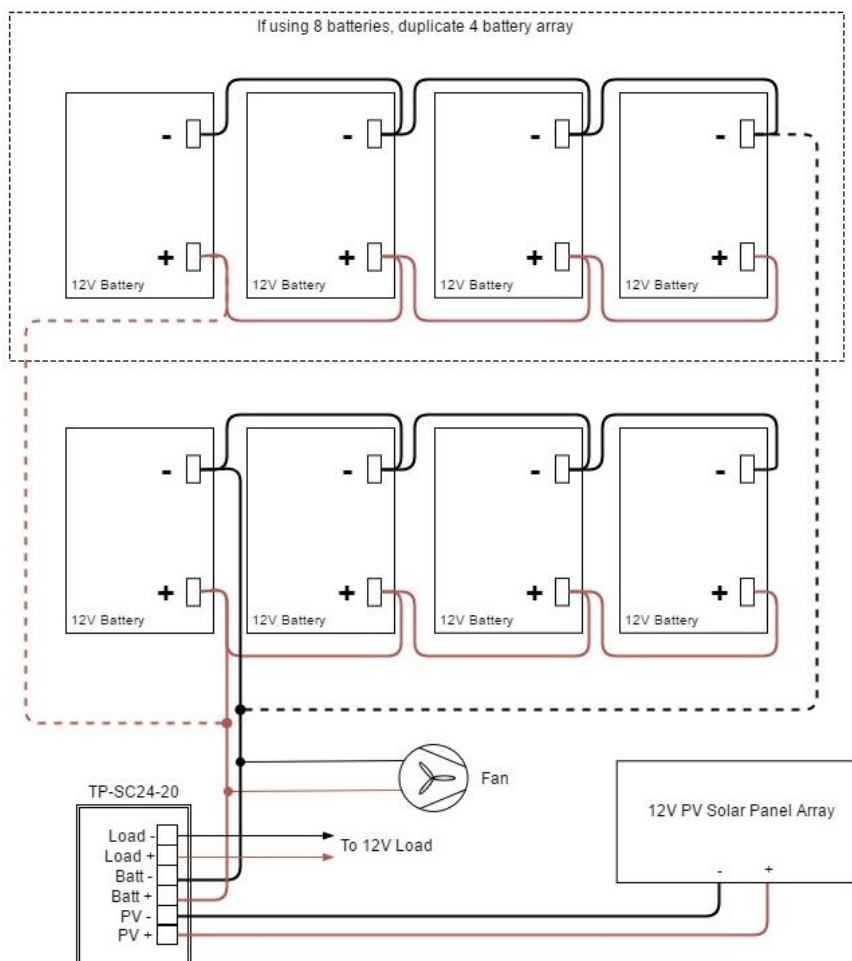 If using 8 batteries, duplicate 4 battery array
-
-
-
-
+
+
+
+
12V Battery
12V Battery
12V Battery
12V Battery
-
-
-
-
+
+
+
+
12V Battery
12V Battery
12V Battery
12V Battery
Fan
TP-SC24-20
12V PV Solar Panel Array
Load -
To 12V Load
Load +
Batt -
Batt +
PV -
PV +
- +